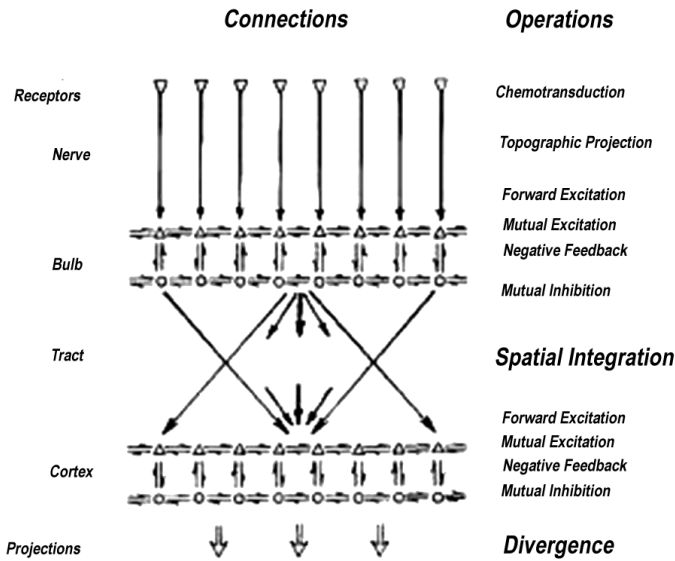 Connections Operations
Receptors Chemotransduction
Nerve Topographic Projection
Forward Excitation
Mutual Excitation
Negative Feedback
Bulb
Mutual Inhibition
Tract Spatial Integration
Forward Excitation
Mutual Excitation
Cortex Negative Feedback
Mutual Inhibition
Projections Divergence